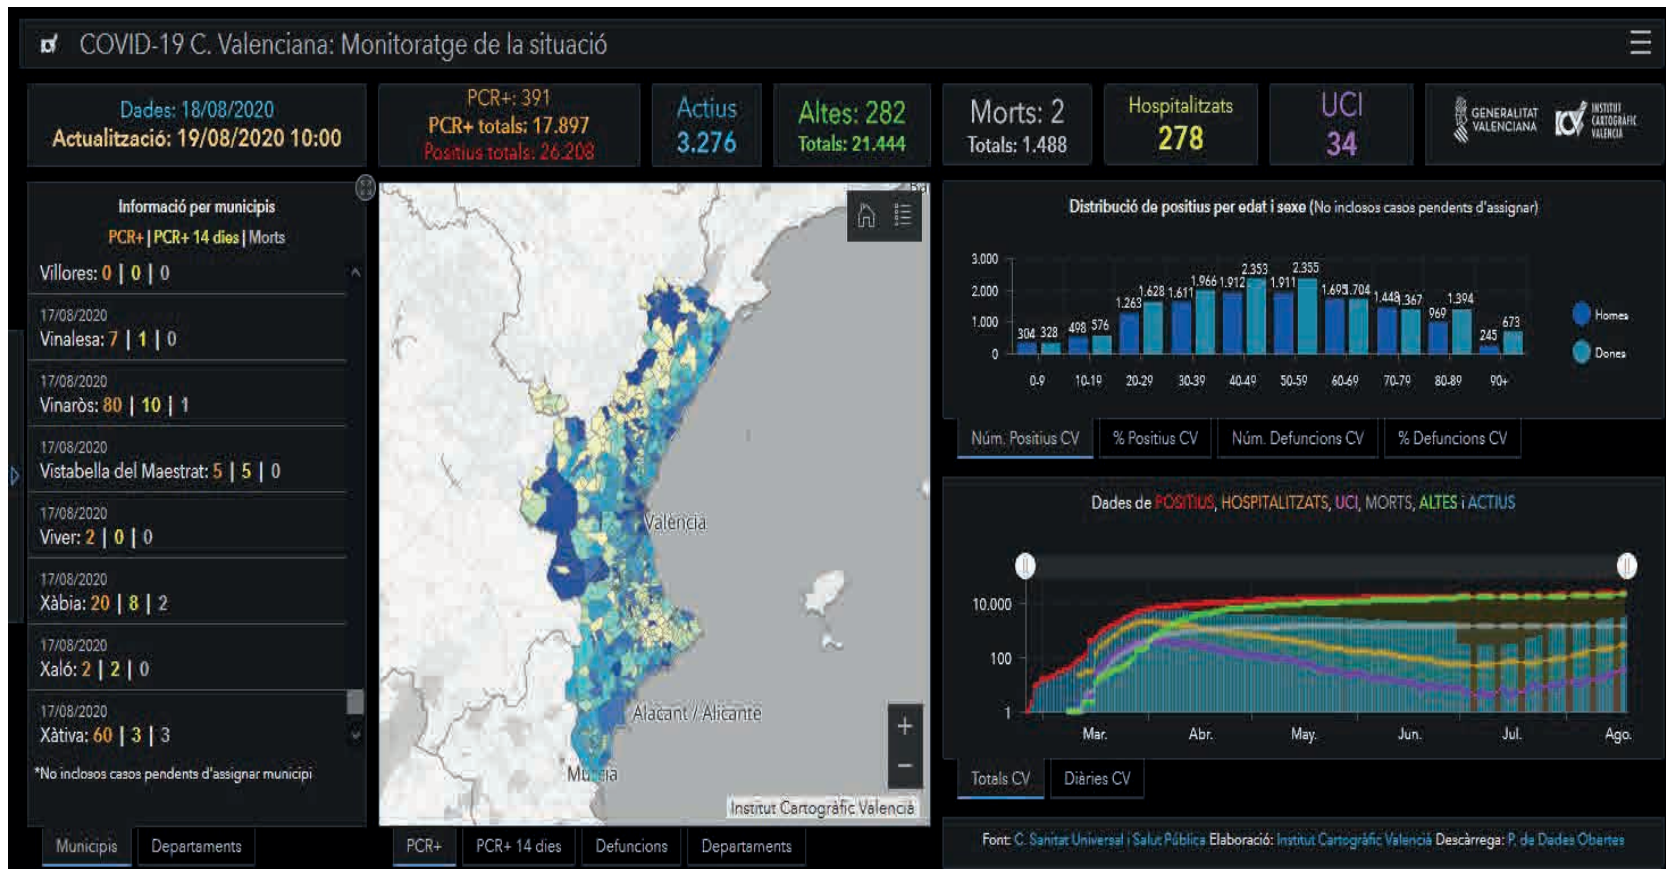 COVID-19 C. Valenciana: Monitoratge de la situació
Dades: 18/08/2020
Actualització: 19/08/2020 10:00
PCR+: 391
PCR+ totals: 17.897
Positius totals: 26.208
Actius
3.276
Altes: 282
Totals: 21.444
Morts: 2
Totals: 1.488
Hospitalitzats
278
UCI
34
GENERALITAT
VALENCIANA
INSTITUT
CARTOGRÀFIC
VALENCIÀ
Informació per municipis
PCR+ | PCR+ 14 dies | Morts
Villores: 0 | 0 | 0
17/08/2020
Vinalesa: 7 | 1 | 0
17/08/2020
Vinaròs: 80 | 10 | 1
17/08/2020
Vistabella del Maestrat: 5 | 5 | 0
17/08/2020
Viver: 2 | 0 | 0
17/08/2020
Xàbia: 20 | 8 | 2
17/08/2020
Xaló: 2 | 2 | 0
17/08/2020
Xàtiva: 60 | 3 | 3
*No inclosos casos pendents d'assignar municipi
Municipis
Departaments
València
Alacant / Alicante
Institut Cartogràfic Valencià
PCR+
PCR+ 14 dies
Defuncions
Departaments
Distribució de positius per edat i sexe (No inclosos casos pendents d'assignar)
3.000
2.000
1.000
0
304 328 498 576 1.263 1.628 1.611 1.966 1.912 2.353 1.911 2.355 1.695 1.704 1.448 1.367 969 1.394 245 673
0-9 10-19 20-29 30-39 40-49 50-59 60-69 70-79 80-89 90+
Homes
Dones
Núm. Positius CV
% Positius CV
Núm. Defuncions CV
% Defuncions CV
Dades de POSITIUS, HOSPITALITZATS, UCI, MORTS, ALTES i ACTIUS
10.000
100
1
Mar. Abr. May. Jun. Jul. Ago.
Totals CV
Diàries CV
Font: C. Sanitat Universal i Salut Pública Elaboració: Institut Cartogràfic Valencià Descàrrega: P. de Dades Obertes